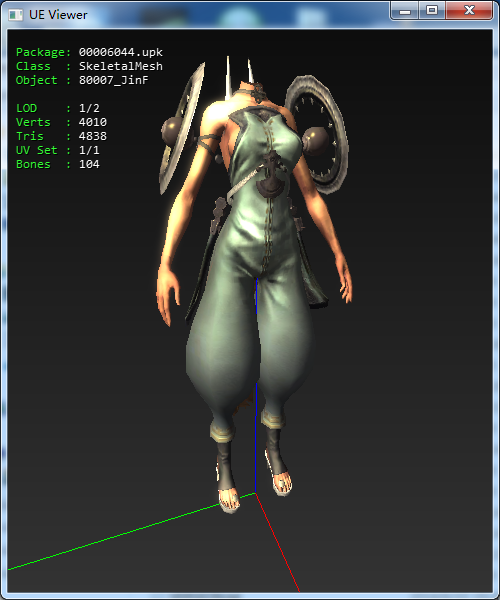 UE Viewer
Package: 00006044.upk
Class : SkeletalMesh
Object : 80007_JinF
LOD : 1/2
Verts : 4010
Tris : 4838
UV Set : 1/1
Bones : 104